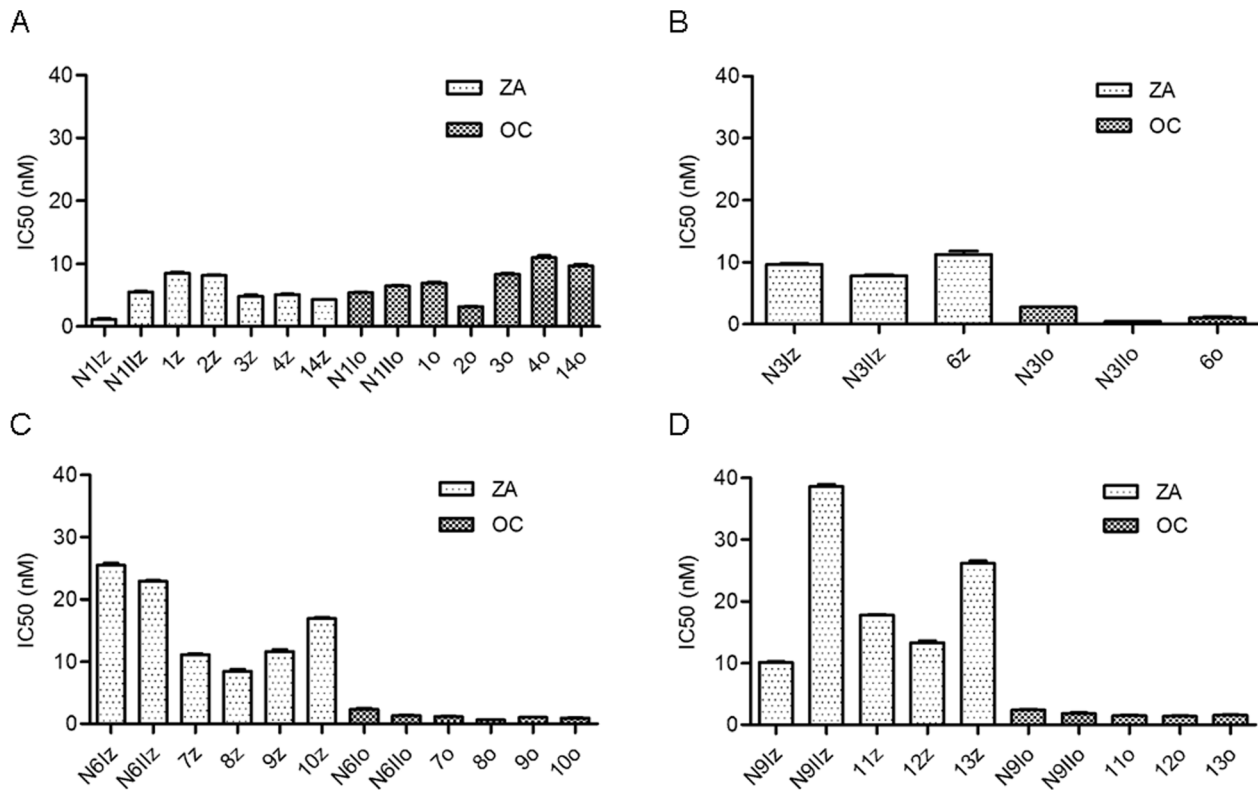 A
IC50 (nM)
40
30
20
10
0
ZA
OC
N1Iz N1IIz 1z 2z 3z 4z 14z N1Io N1IIo 1o 2o 3o 4o 14o
B
IC50 (nM)
40
30
20
10
0
ZA
OC
N3Iz N3IIz 6z N3Io N3IIo 6o
C
IC50 (nM)
40
30
20
10
0
ZA
OC
N6Iz N6IIz 7z 8z 9z 10z N6Io N6IIo 7o 8o 9o 10o
D
IC50 (nM)
40
30
20
10
0
ZA
OC
N9Iz N9IIz 11z 12z 13z N9Io N9IIo 11o 12o 13o